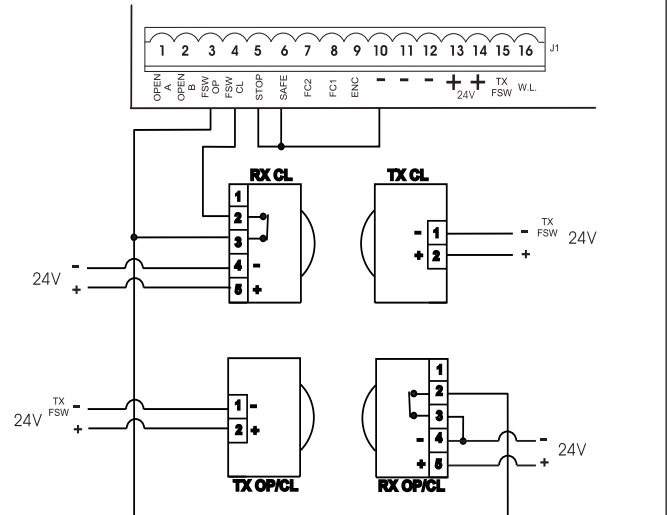 1 2 3 4 5 6 7 8 9 10 11 12 13 14 15 16 J1
OPEN A OPEN B FSW OP FSW CL STOP SAFE FC2 FC1 ENC - - - + + TX FSW W.L.
24V
RX CL TX CL
1
2
3
4 -
5 +
24V - +
- 1
+ 2
- TX FSW 24V
+
TX FSW
24V - +
1 -
2 +
1
2
3
- 4
+ 5
- 24V
+
TX OP/CL RX OP/CL